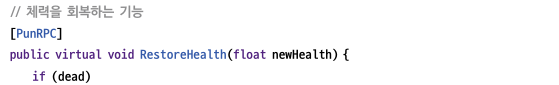 // 체력을 회복하는 기능
[PunRPC]
public virtual void RestoreHealth(float newHealth) {
if (dead)